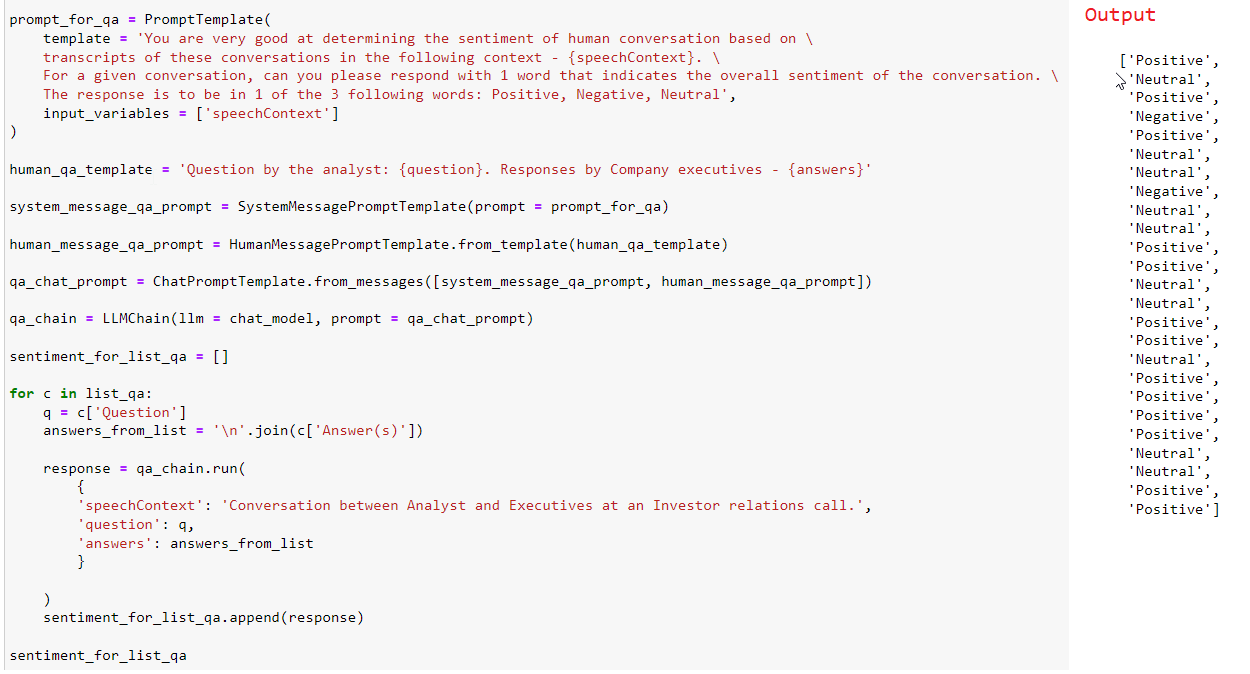 prompt_for_qa = PromptTemplate(
    template = 'You are very good at determining the sentiment of human conversation based on \
    transcripts of these conversations in the following context - {speechContext}. \
    For a given conversation, can you please respond with 1 word that indicates the overall sentiment of the conversation. \
    The response is to be in 1 of the 3 following words: Positive, Negative, Neutral',
    input_variables = ['speechContext']
)
human_qa_template = 'Question by the analyst: {question}. Responses by Company executives - {answers}'
system_message_qa_prompt = SystemMessagePromptTemplate(prompt = prompt_for_qa)
human_message_qa_prompt = HumanMessagePromptTemplate.from_template(human_qa_template)
qa_chat_prompt = ChatPromptTemplate.from_messages([system_message_qa_prompt, human_message_qa_prompt])
qa_chain = LLMChain(llm = chat_model, prompt = qa_chat_prompt)
sentiment_for_list_qa = []
for c in list_qa:
    q = c['Question']
    answers_from_list = '\n'.join(c['Answer(s)'])
    response = qa_chain.run(
        {
        'speechContext': 'Conversation between Analyst and Executives at an Investor relations call.',
        'question': q,
        'answers': answers_from_list
        }
    )
    sentiment_for_list_qa.append(response)
sentiment_for_list_qa
Output
['Positive',
'Neutral',
'Positive',
'Negative',
'Positive',
'Neutral',
'Neutral',
'Negative',
'Neutral',
'Neutral',
'Positive',
'Positive',
'Neutral',
'Neutral',
'Positive',
'Positive',
'Neutral',
'Positive',
'Positive',
'Positive',
'Positive',
'Neutral',
'Neutral',
'Positive',
'Positive']